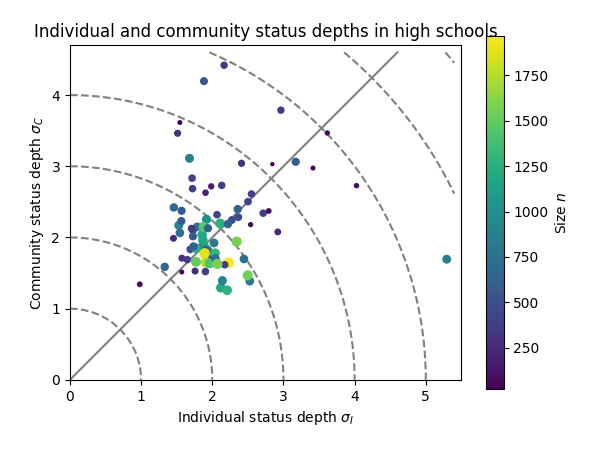 Individual and community status depths in high schools
Community status depth σ_C
4
3
2
1
0
0 1 2 3 4 5
Individual status depth σ_I
1750
1500
1250
1000
750
500
250
Size n